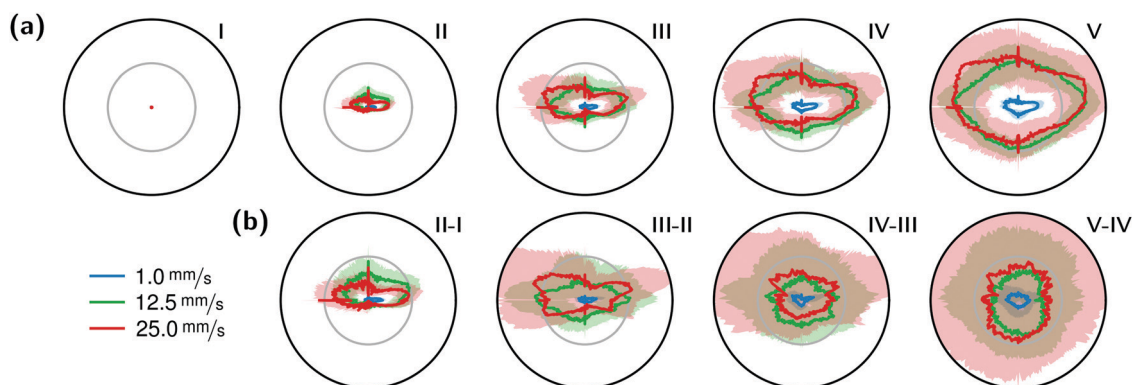 (a)
I
II
III
IV
V
(b)
II-I
III-II
IV-III
V-IV
1.0 mm/s
12.5 mm/s
25.0 mm/s